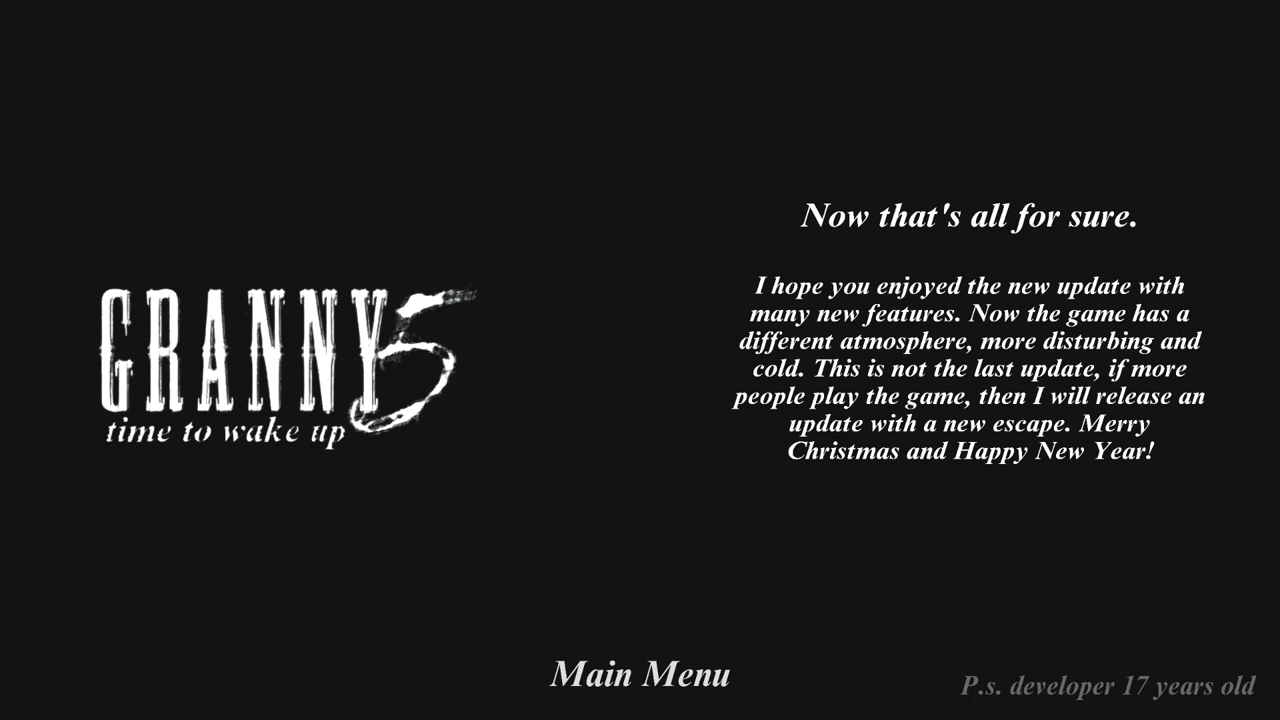 GRANNY 5
time to wake up
Now that's all for sure.
I hope you enjoyed the new update with
many new features. Now the game has a
different atmosphere, more disturbing and
cold. This is not the last update, if more
people play the game, then I will release an
update with a new escape. Merry
Christmas and Happy New Year!
Main Menu
P.s. developer 17 years old